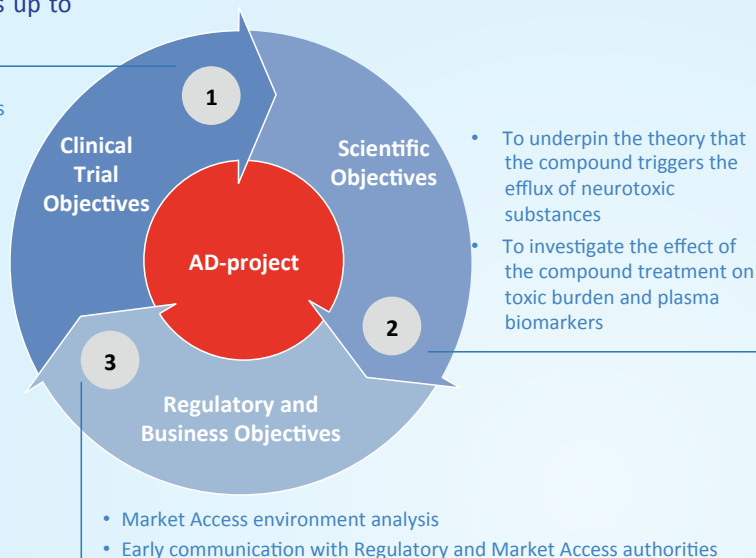 s up to
s
1
Clinical
Trial
Objectives
Scientific
Objectives
• To underpin the theory that
the compound triggers the
efflux of neurotoxic
substances
• To investigate the effect of
the compound treatment on
toxic burden and plasma
biomarkers
AD-project
2
3
Regulatory and
Business Objectives
• Market Access environment analysis
• Early communication with Regulatory and Market Access authorities